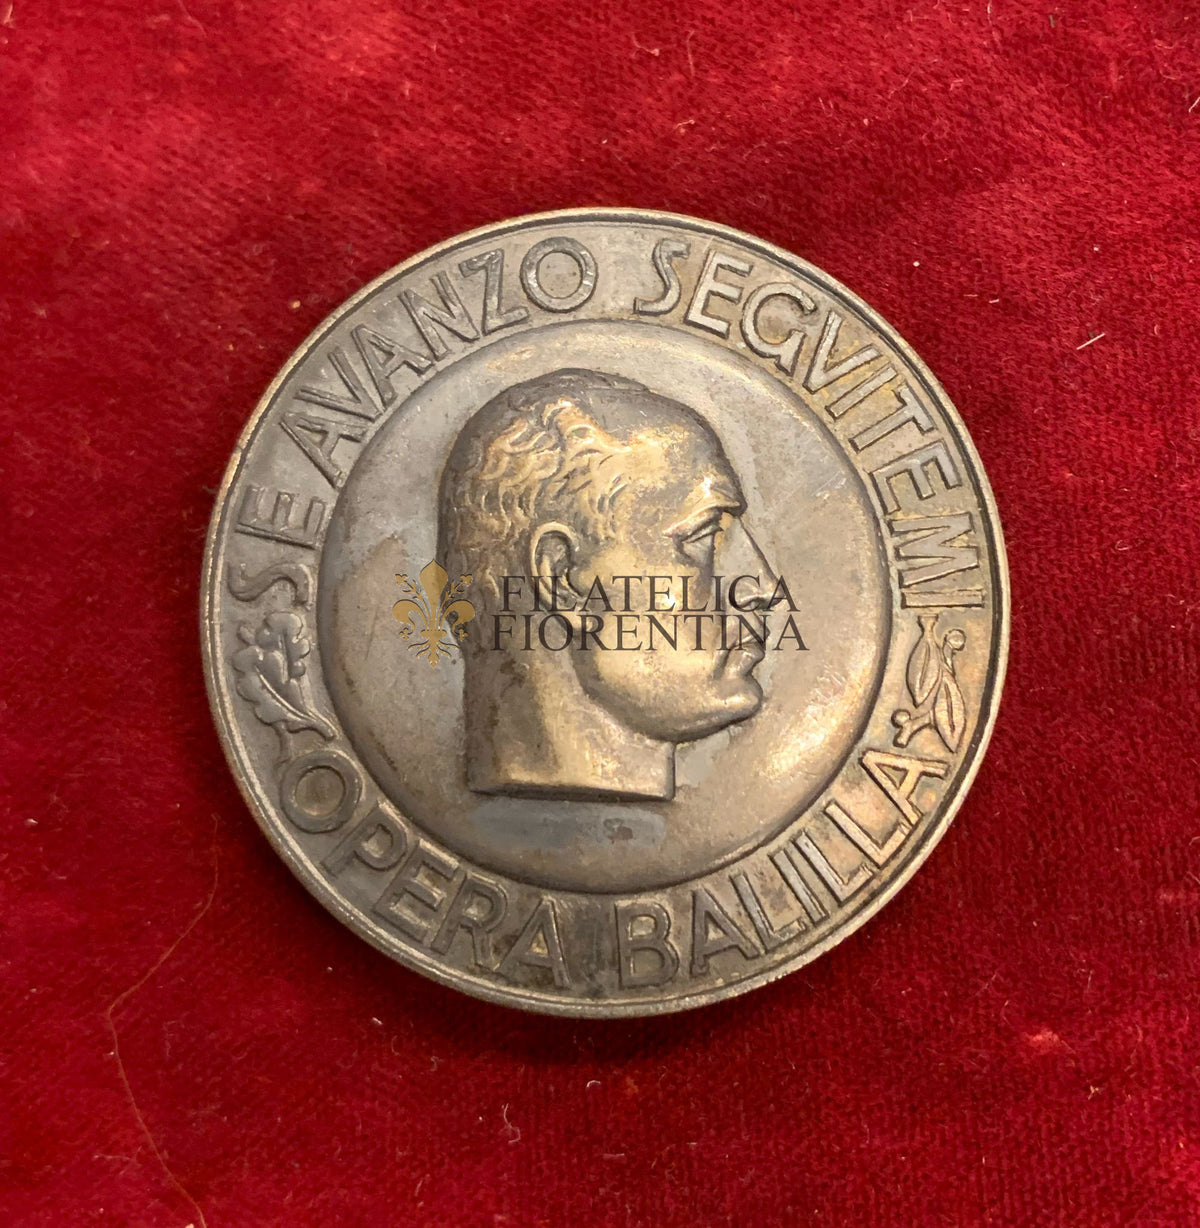 SE AVANZO SEGVITEMI
OPERA BALILLA
FILATELICA
FIORENTINA